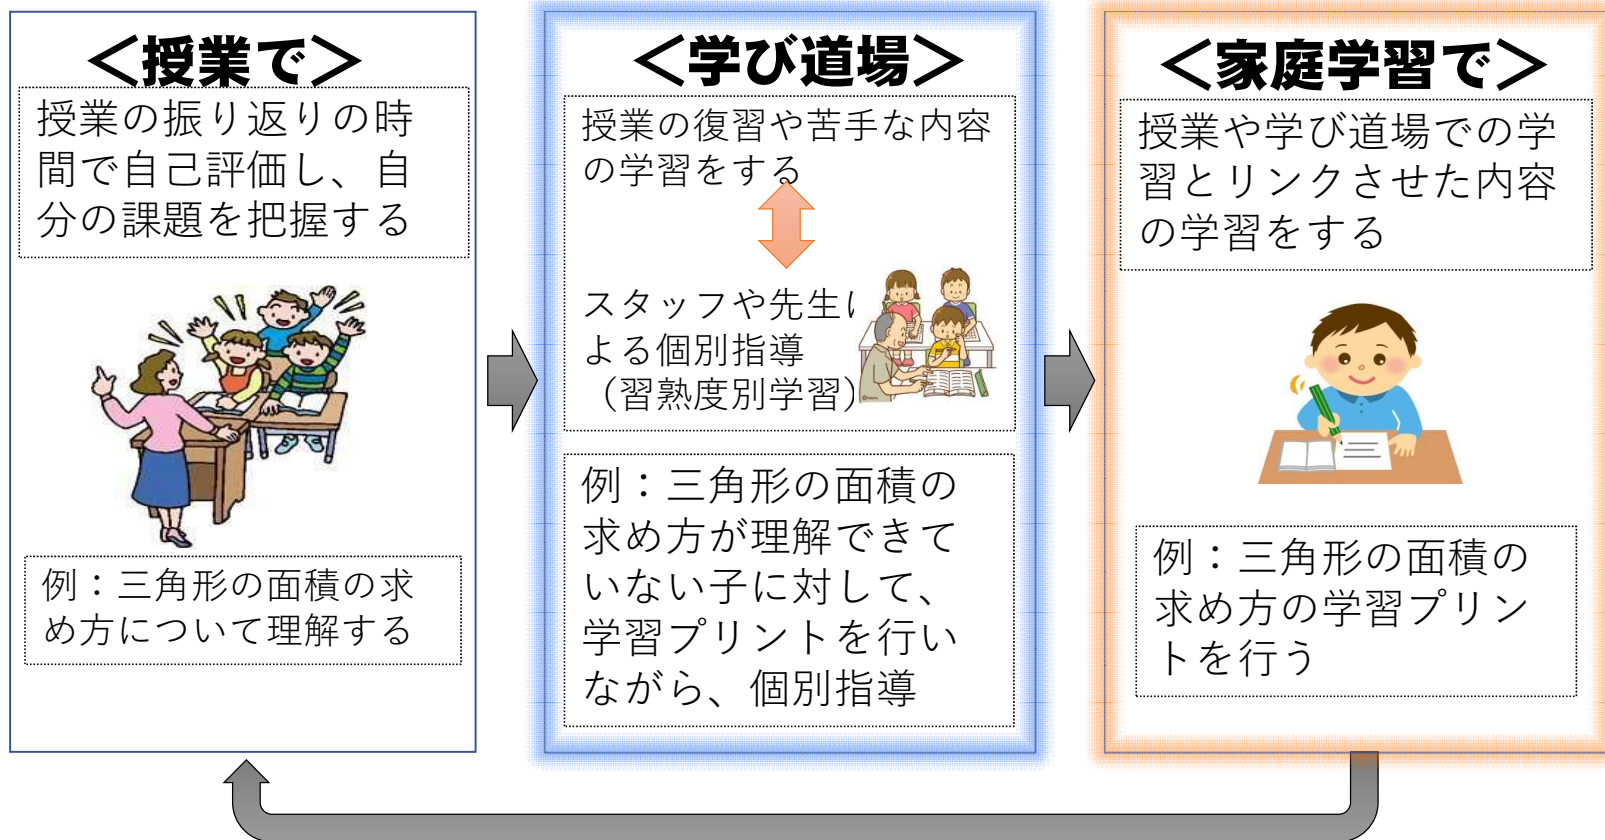 ＜授業で＞
授業の振り返りの時
間で自己評価し、自
分の課題を把握する
例：三角形の面積の求
め方について理解する
＜学び道場＞
授業の復習や苦手な内容
の学習をする
スタッフや先生に
よる個別指導
（習熟度別学習）
例：三角形の面積の
求め方が理解できて
いない子に対して、
学習プリントを行い
ながら、個別指導
＜家庭学習で＞
授業や学び道場での学
習とリンクさせた内容
の学習をする
例：三角形の面積の
求め方の学習プリン
トを行う